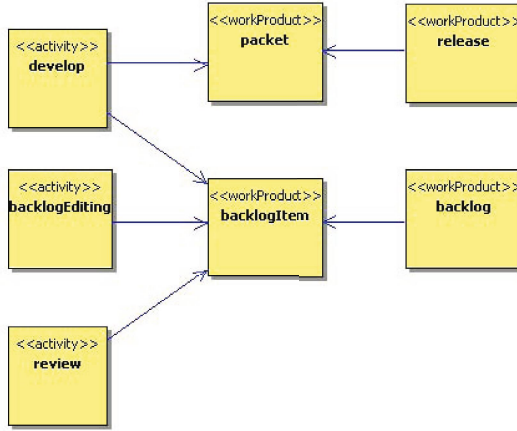 <<activity>>
develop
<<workProduct>>
packet
<<workProduct>>
release
<<activity>>
backlogEditing
<<workProduct>>
backlogItem
<<workProduct>>
backlog
<<activity>>
review